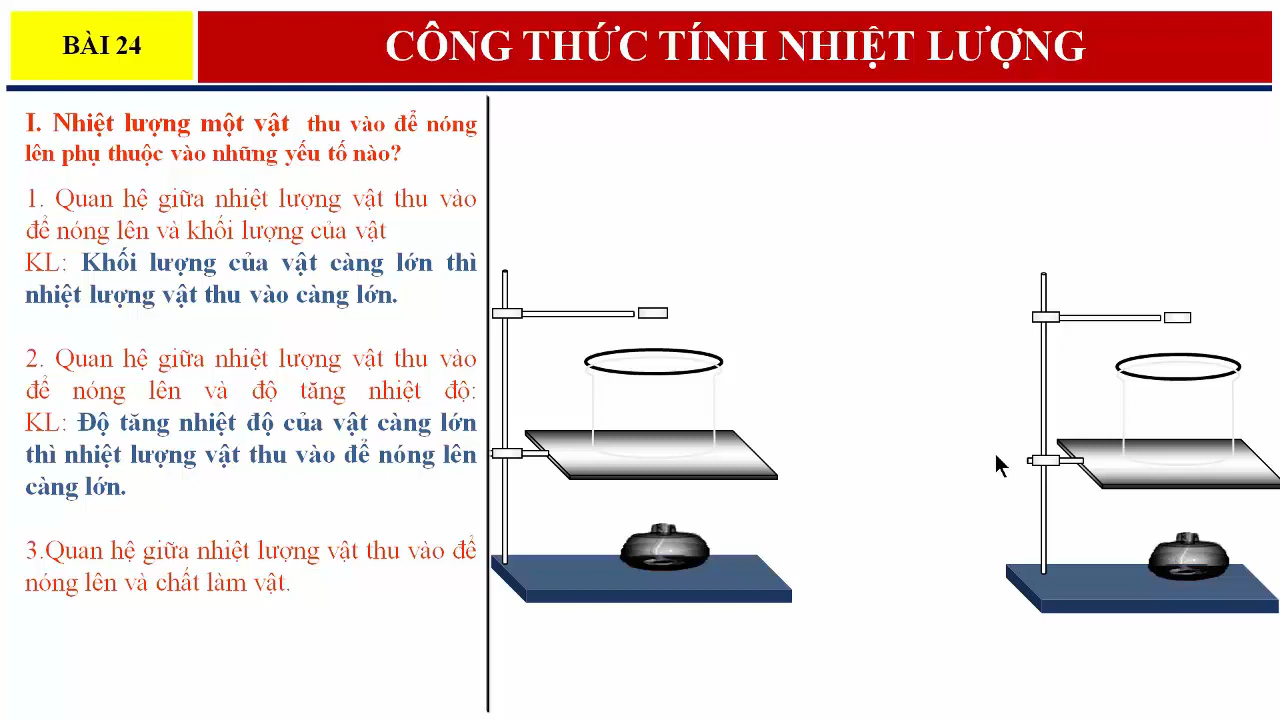 BÀI 24
CÔNG THỨC TÍNH NHIỆT LƯỢNG
I. Nhiệt lượng một vật thu vào để nóng
lên phụ thuộc vào những yếu tố nào?
1. Quan hệ giữa nhiệt lượng vật thu vào
để nóng lên và khối lượng của vật
KL: Khối lượng của vật càng lớn thì
nhiệt lượng vật thu vào càng lớn.
2. Quan hệ giữa nhiệt lượng vật thu vào
để nóng lên và độ tăng nhiệt độ:
KL: Độ tăng nhiệt độ của vật càng lớn
thì nhiệt lượng vật thu vào để nóng lên
càng lớn.
3.Quan hệ giữa nhiệt lượng vật thu vào để
nóng lên và chất làm vật.